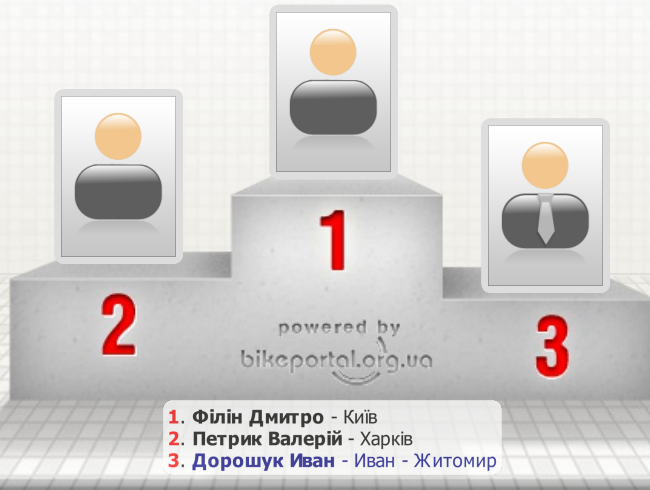 1
2
3
powered by
bikeportal.org.ua
1. Філін Дмитро - Київ
2. Петрик Валерій - Харків
3. Дорошук Иван - Иван - Житомир